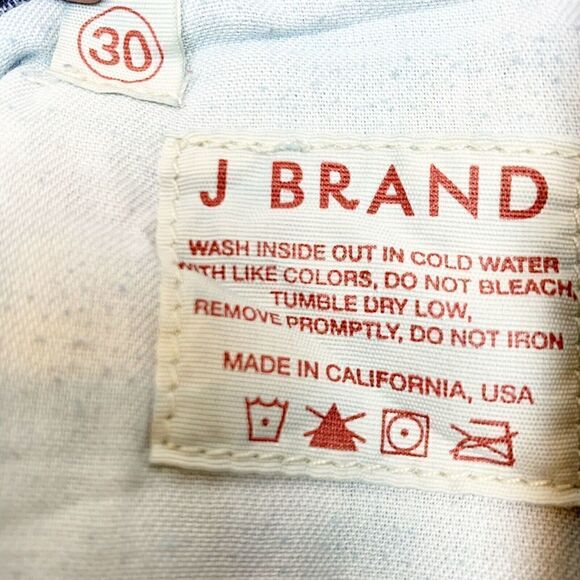 30
J BRAND
WASH INSIDE OUT IN COLD WATER
WITH LIKE COLORS, DO NOT BLEACH,
TUMBLE DRY LOW,
REMOVE PROMPTLY, DO NOT IRON
MADE IN CALIFORNIA, USA